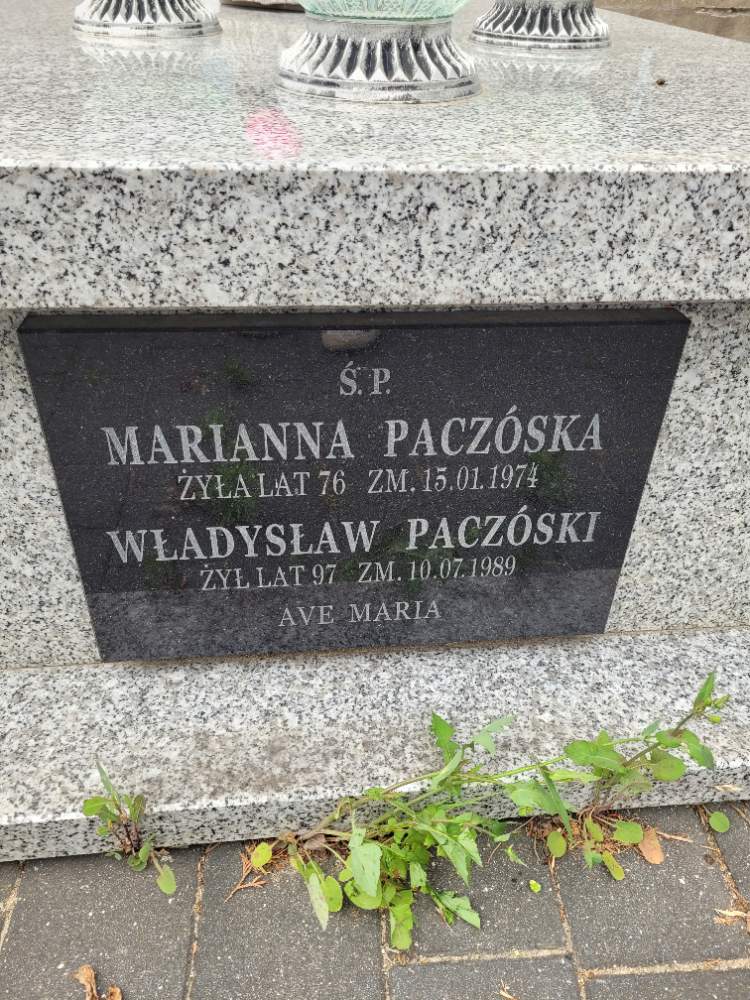 Ś. P.
MARIANNA PACZÓSKA
ŻYŁA LAT 76 ZM. 15.01.1974
WŁADYSŁAW PACZÓSKI
ŻYŁ LAT 97 ZM. 10.07.1989
AVE MARIA